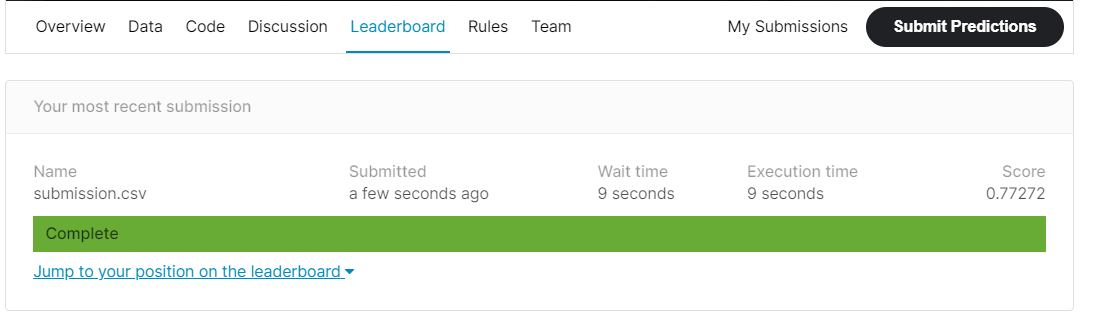 Overview Data Code Discussion Leaderboard Rules Team My Submissions Submit Predictions
Your most recent submission
Name Submitted Wait time Execution time Score
submission.csv a few seconds ago 9 seconds 9 seconds 0.77272
Complete
Jump to your position on the leaderboard